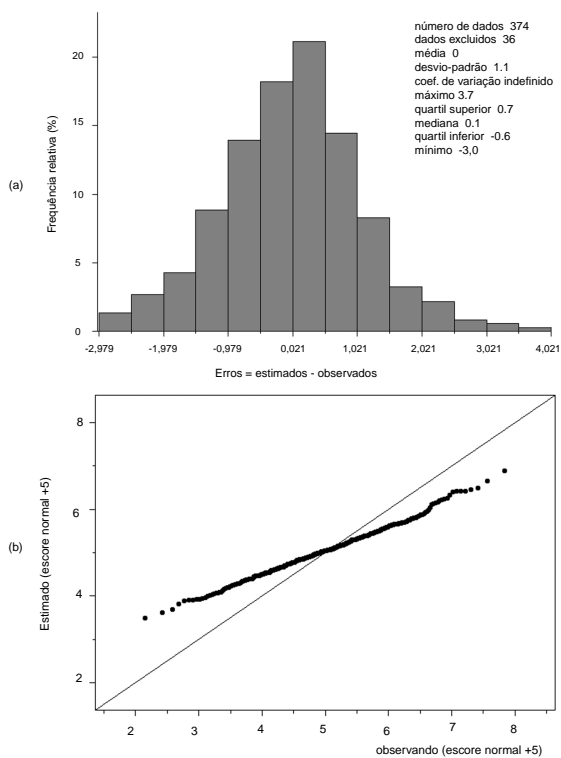 número de dados 374
dados excluidos 36
média 0
desvio-padrão 1.1
coef. de variação indefinido
máximo 3.7
quartil superior 0.7
mediana 0.1
quartil inferior -0.6
mínimo -3,0
(a)
Frequência relativa (%)
20
15
10
5
0
-2,979 -1,979 -0,979 0,021 1,021 2,021 3,021 4,021
Erros = estimados - observados
(b)
Estimado (escore normal +5)
8
6
4
2
2 3 4 5 6 7 8
observando (escore normal +5)